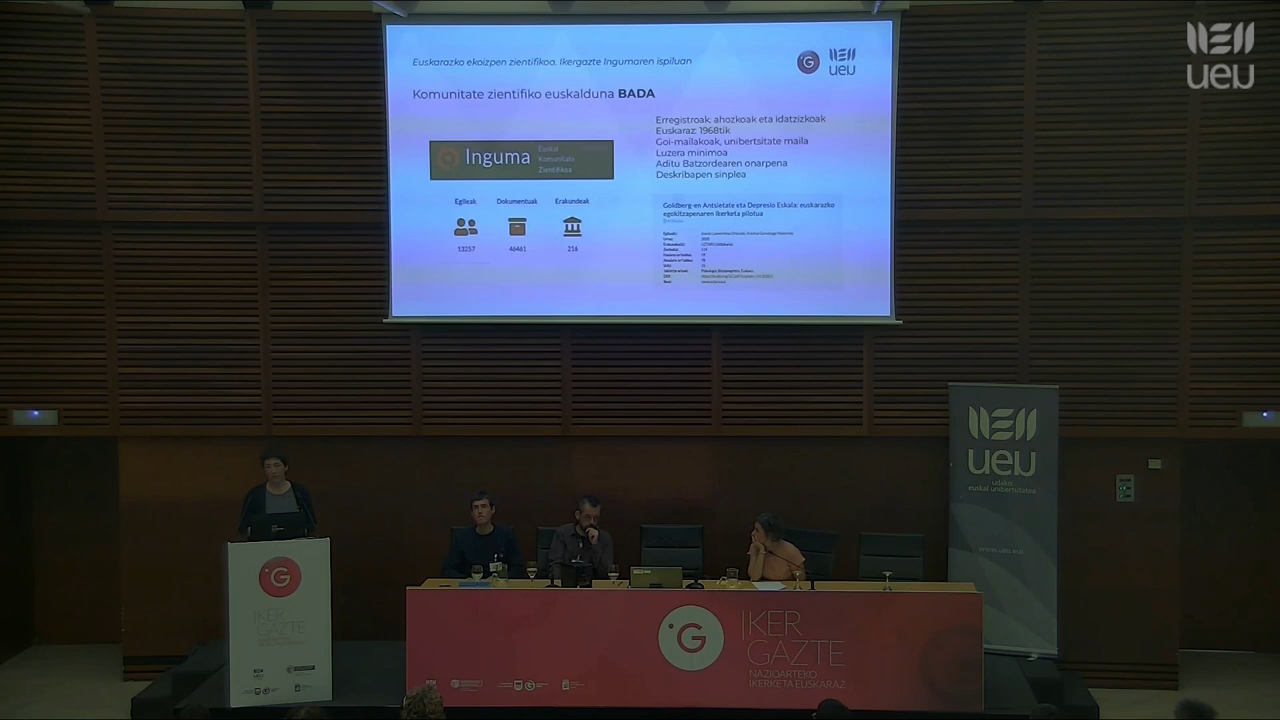 Euskarazko ekoizpen zientifikoa. Ikergazte Ingumaren ispiluan
G
UEU
Komunitate zientifiko euskalduna BADA
Inguma
Euskal
Komunitate
Zientifikoa
Egileak
Dokumentuak
Erakundeak
13257
46461
216
Erregistroak: ahozkoak eta idatzizkoak
Euskaraz: 1968tik
Goi-mailakoak, unibertsitate maila
Luzera minimoa
Aditu Batzordearen onarpena
Deskribapen sinplea
Goldberg-en Antsietate eta Depresio Eskala: euskarazko
egokitzapenaren ikerketa pilotua
UEU
UEU
udako
euskal unibertsitatea
G
IKER
GAZTE
G
IKER
GAZTE
NAZIOARTEKO
IKERKETA EUSKARAZ